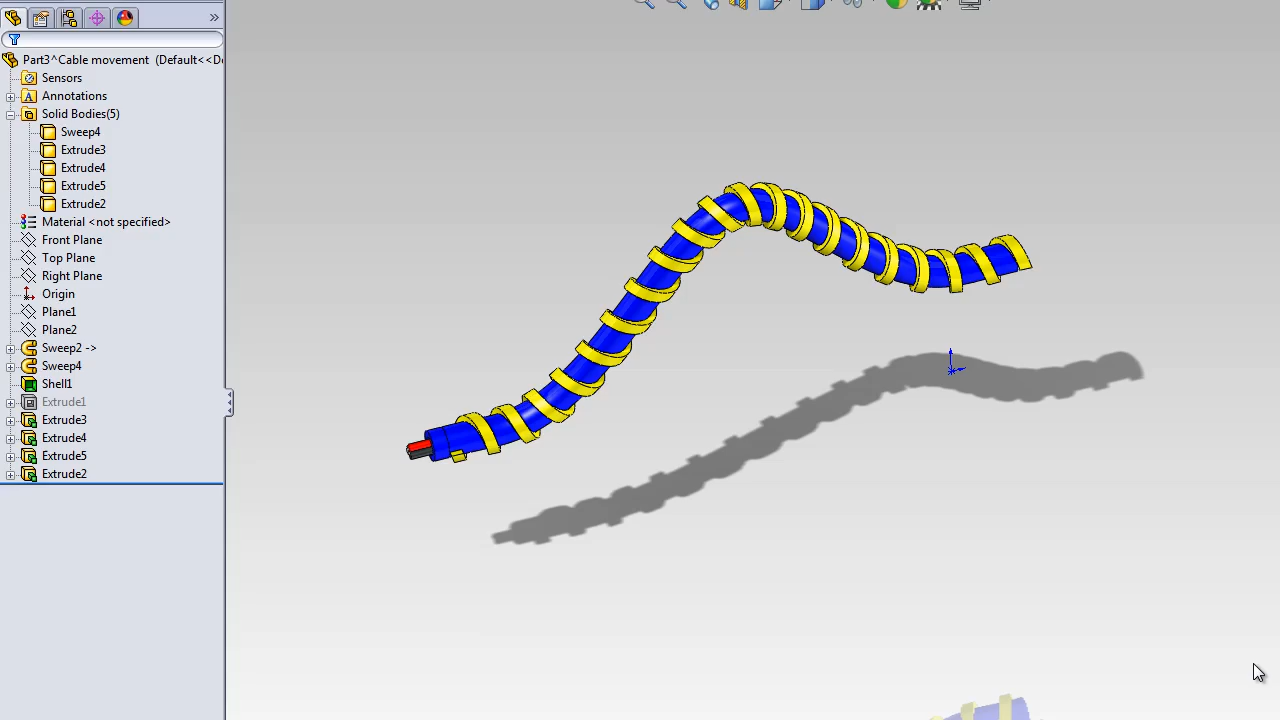 »
Part3^Cable movement (Default<<De
Sensors
A Annotations
Solid Bodies(5)
Sweep4
Extrude3
Extrude4
Extrude5
Extrude2
Material <not specified>
Front Plane
Top Plane
Right Plane
Origin
Plane1
Plane2
Sweep2 ->
Sweep4
Shell1
Extrude1
Extrude3
Extrude4
Extrude5
Extrude2